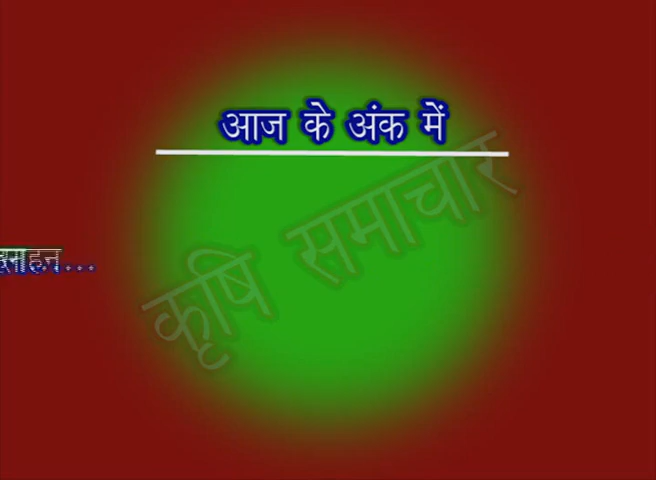 आज के अंक में
कृषि समाचार